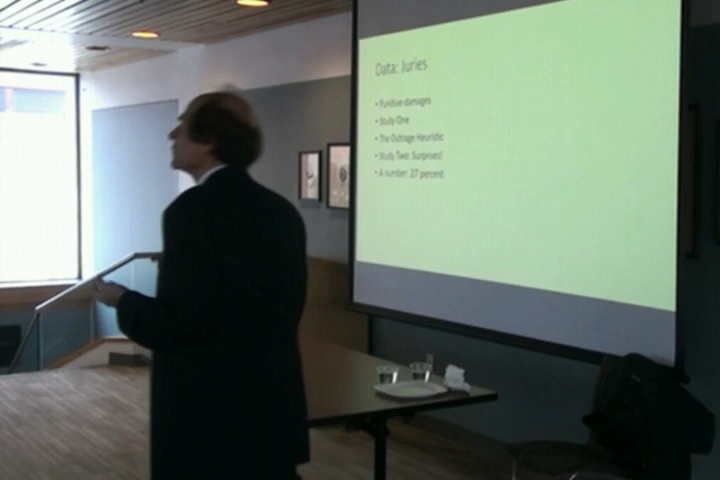 Data: Juries
• Punitive damages
• Study One
• The Outrage Heuristic
• Study Two: Surprises!
• A number: 27 percent